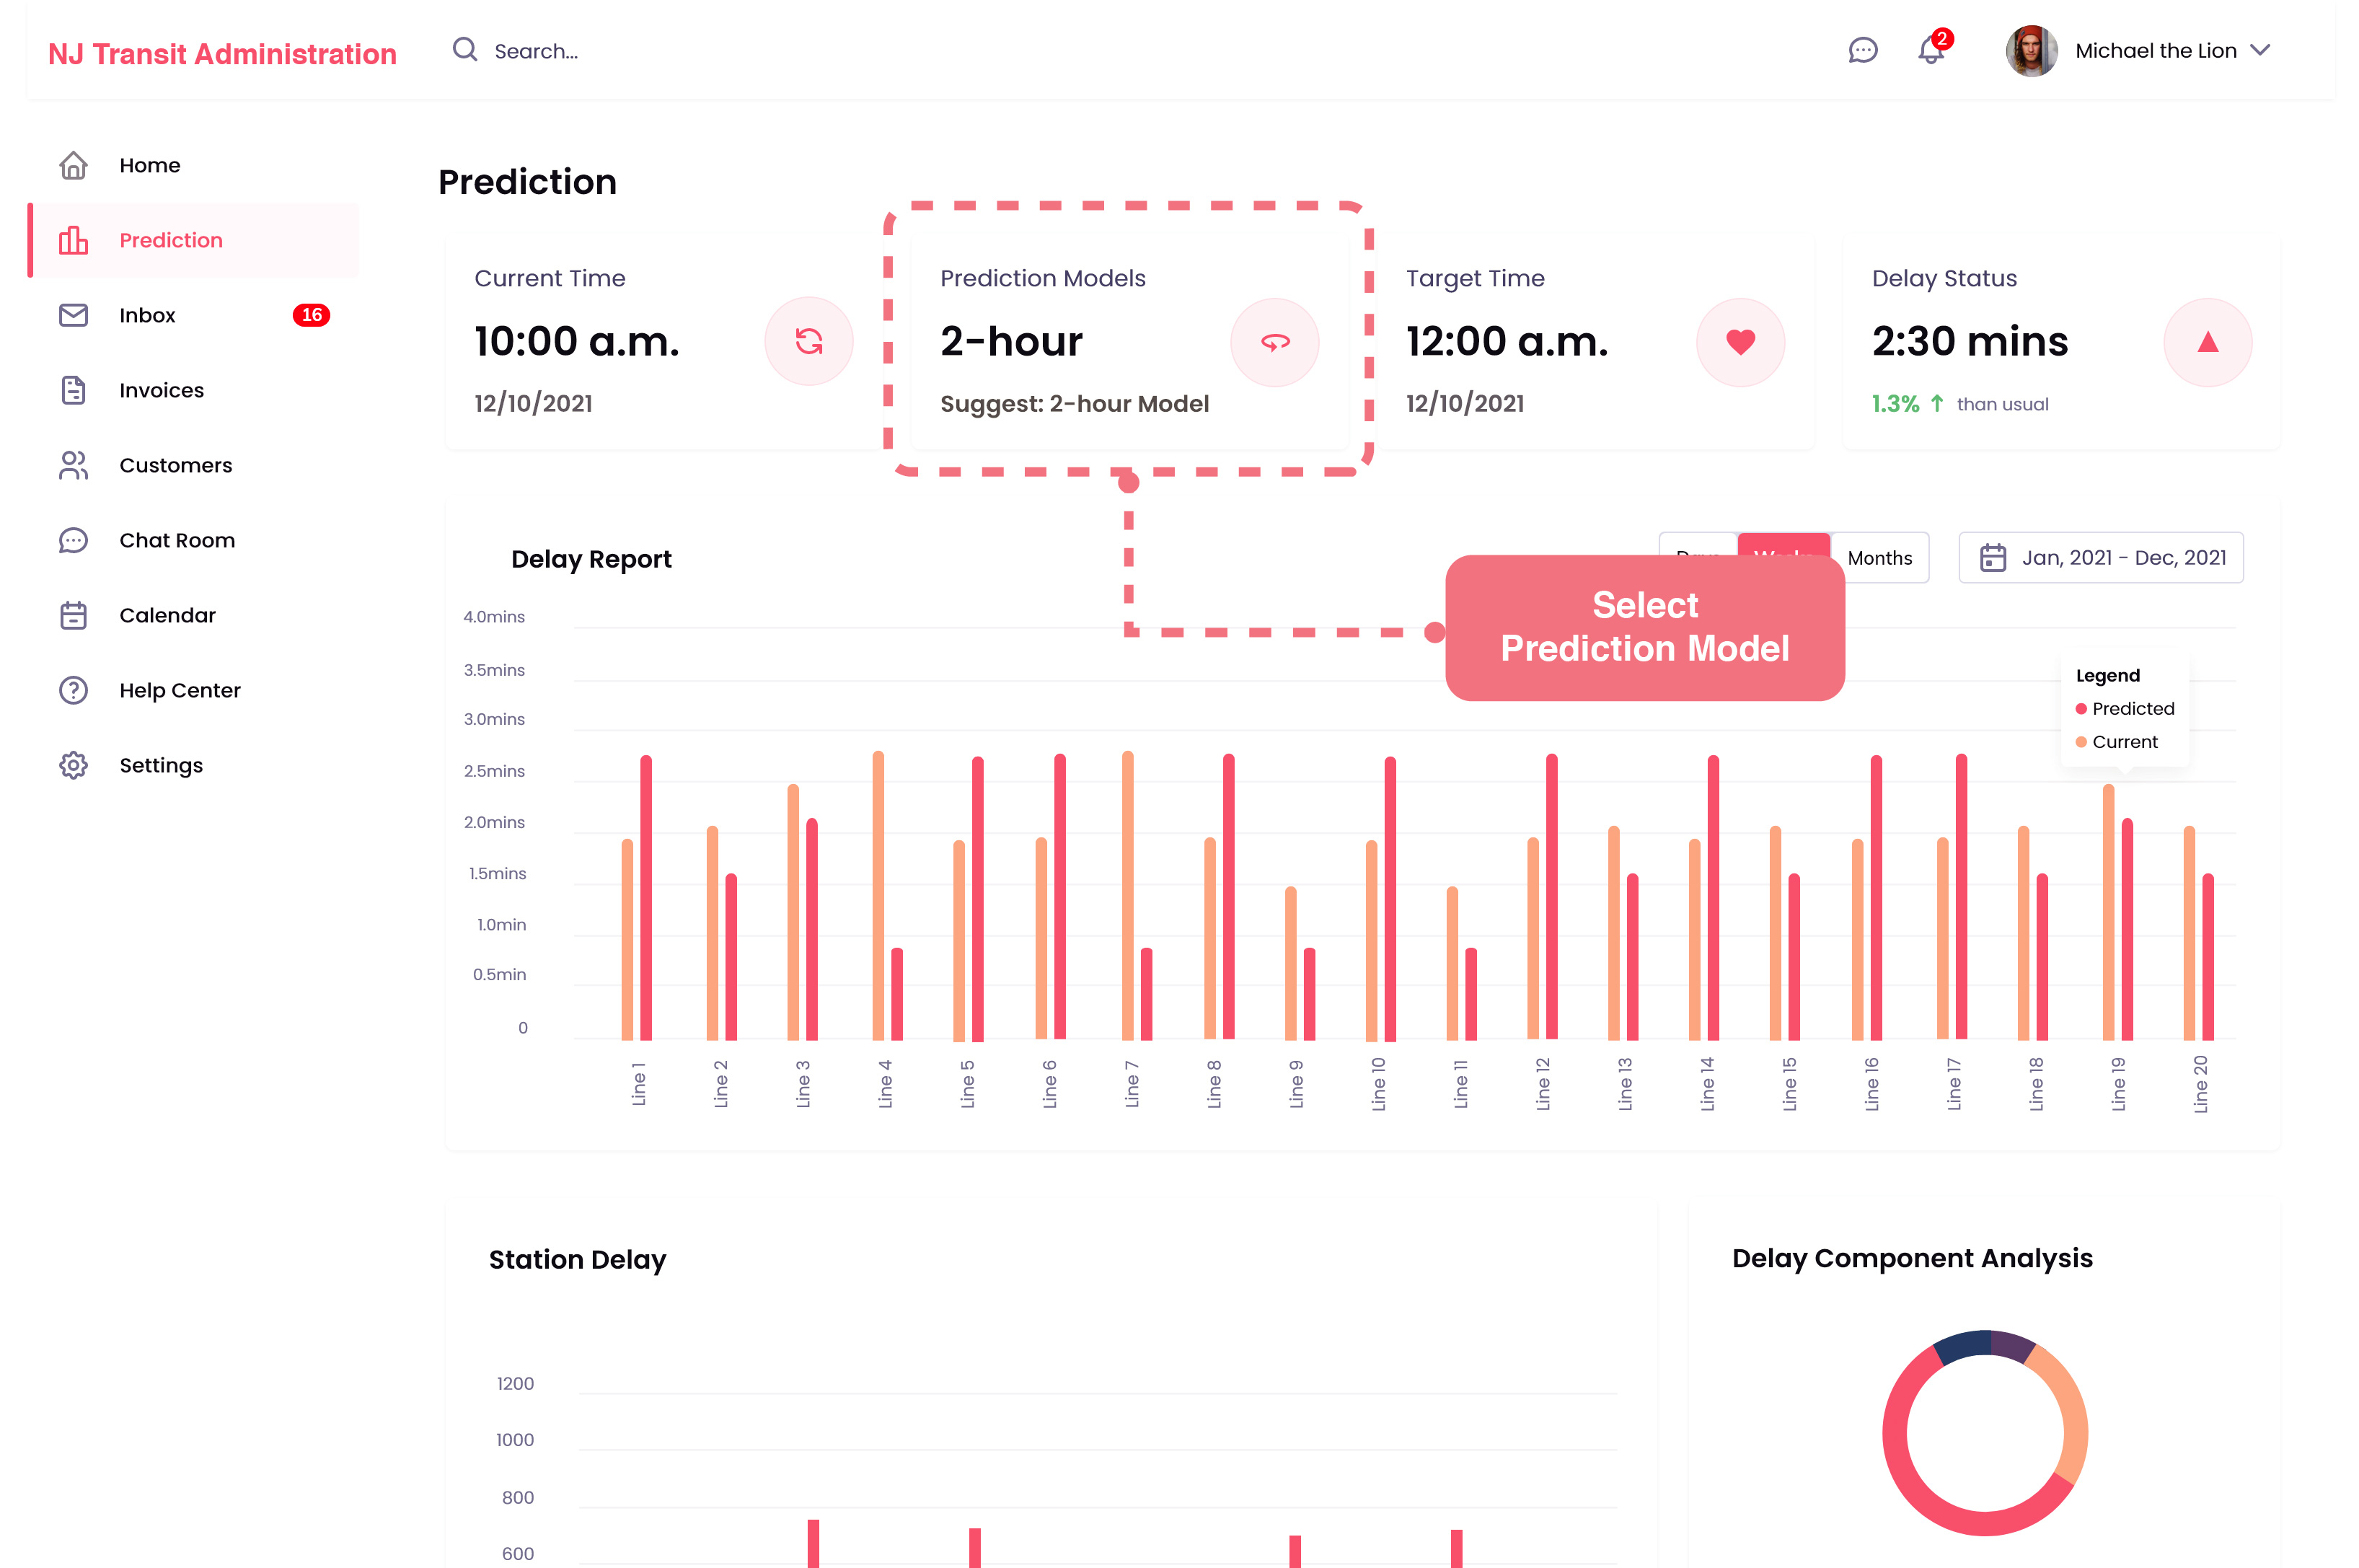 NJ Transit Administration
Search...
2
Michael the Lion
Home
Prediction
Inbox
16
Invoices
Customers
Chat Room
Calendar
Help Center
Settings
Prediction
Current Time
10:00 a.m.
12/10/2021
Prediction Models
2-hour
Suggest: 2-hour Model
Target Time
12:00 a.m.
12/10/2021
Delay Status
2:30 mins
1.3% ↑ than usual
Delay Report
Days
Weeks
Months
Jan, 2021 - Dec, 2021
Select
Prediction Model
Legend
Predicted
Current
4.0mins
3.5mins
3.0mins
2.5mins
2.0mins
1.5mins
1.0min
0.5min
0
Line 1
Line 2
Line 3
Line 4
Line 5
Line 6
Line 7
Line 8
Line 9
Line 10
Line 11
Line 12
Line 13
Line 14
Line 15
Line 16
Line 17
Line 18
Line 19
Line 20
Station Delay
1200
1000
800
600
Delay Component Analysis